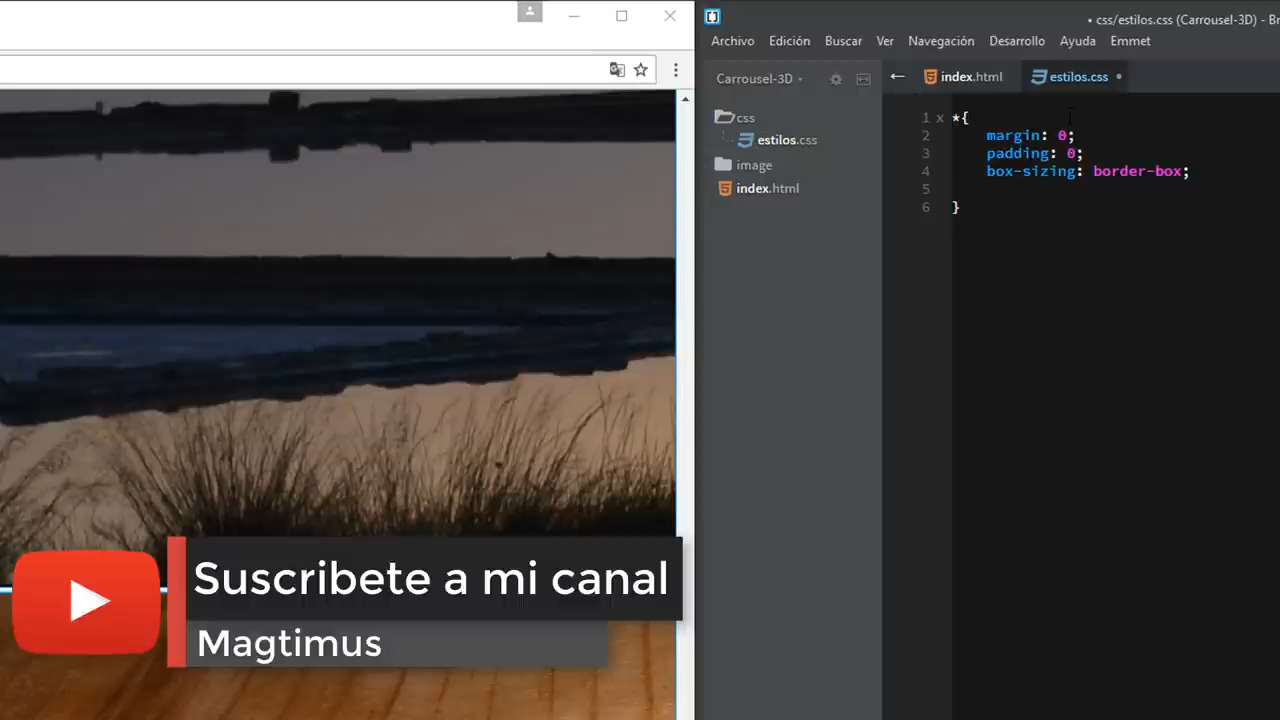 css/estilos.css (Carrousel-3D) - Br
Archivo Edición Buscar Ver Navegación Desarrollo Ayuda Emmet
Carrousel-3D
index.html estilos.css
css
estilos.css
image
index.html
1 *{
2 margin: 0;
3 padding: 0;
4 box-sizing: border-box;
5
6 }
Suscribete a mi canal
Magtimus